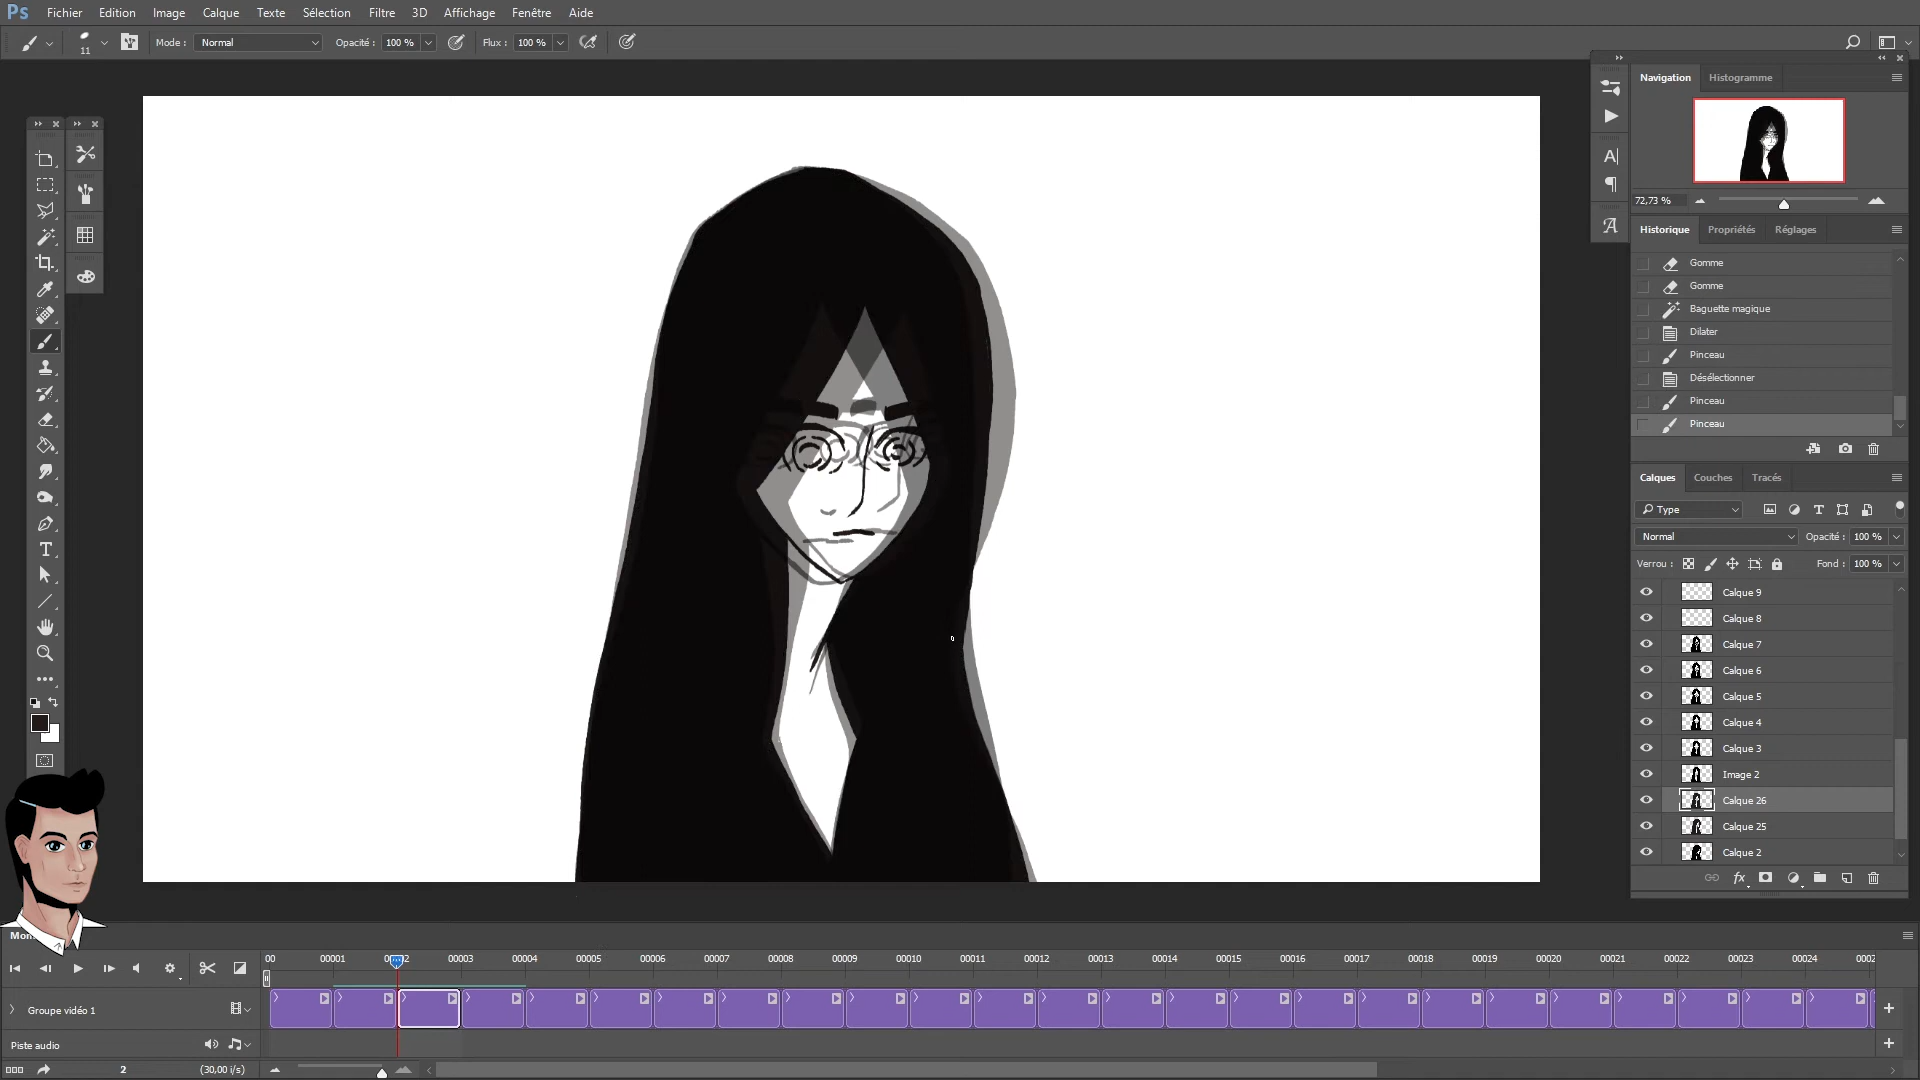 Ps Fichier Edition Image Calque Texte Sélection Filtre 3D Affichage Fenêtre Aide
11 Mode : Normal Opacité : 100 % Flux : 100 %
Navigation Histogramme
72,73 %
Historique Propriétés Réglages
Gomme
Gomme
Baguette magique
Dilater
Pinceau
Désélectionner
Pinceau
Pinceau
Calques Couches Tracés
Type
Normal Opacité : 100 %
Verrou : Fond : 100 %
Calque 9
Calque 8
Calque 7
Calque 6
Calque 5
Calque 4
Calque 3
Image 2
Calque 26
Calque 25
Calque 2
00 00001 00003 00004 00005 00006 00007 00008 00009 00010 00011 00012 00013 00014 00015 00016 00017 00018 00019 00020 00021 00022 00023 00024
Groupe vidéo 1
Piste audio
2 (30,00 i/s)